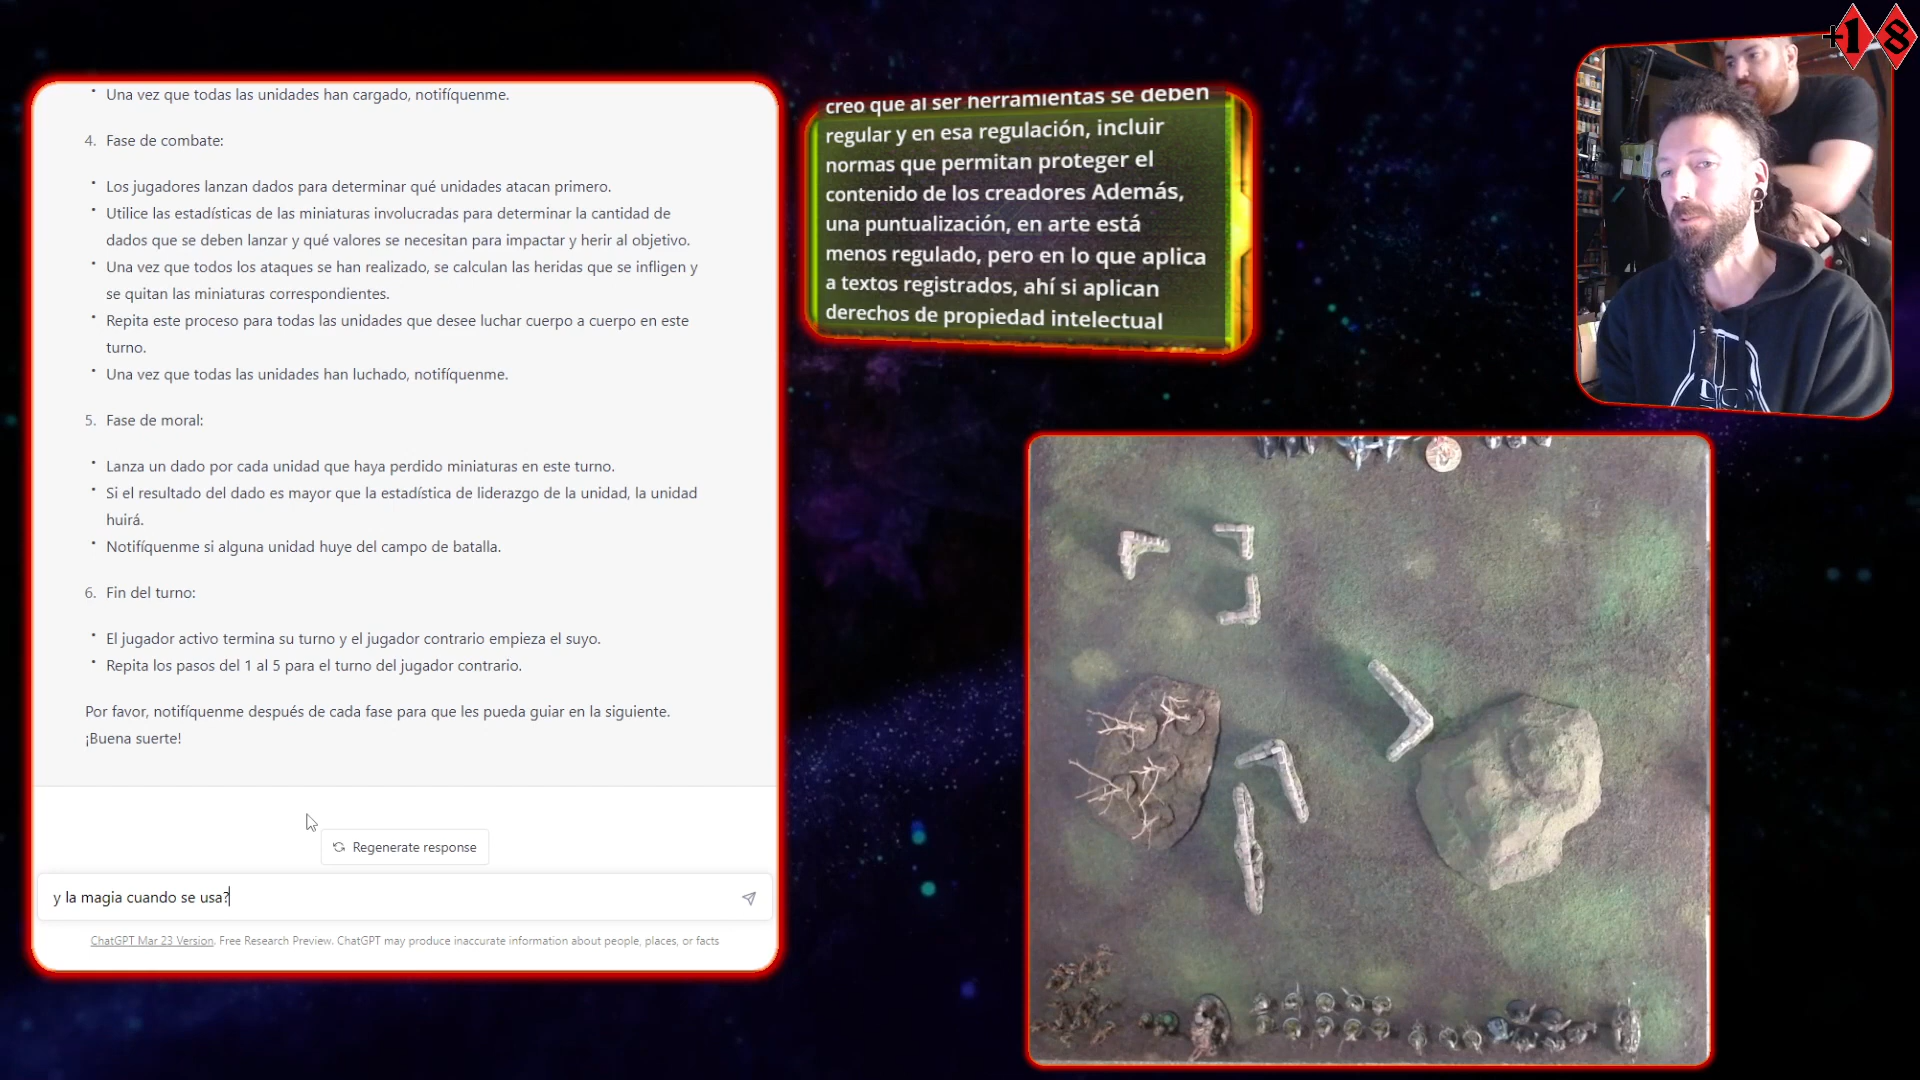 Una vez que todas las unidades han cargado, notifíquenme.
4. Fase de combate:
Los jugadores lanzan dados para determinar qué unidades atacan primero.
Utilice las estadísticas de las miniaturas involucradas para determinar la cantidad de
dados que se deben lanzar y qué valores se necesitan para impactar y herir al objetivo.
Una vez que todos los ataques se han realizado, se calculan las heridas que se infligen y
se quitan las miniaturas correspondientes.
Repita este proceso para todas las unidades que desee luchar cuerpo a cuerpo en este
turno.
Una vez que todas las unidades han luchado, notifíquenme.
5. Fase de moral:
Lanza un dado por cada unidad que haya perdido miniaturas en este turno.
Si el resultado del dado es mayor que la estadística de liderazgo de la unidad, la unidad
huirá.
Notifíquenme si alguna unidad huye del campo de batalla.
6. Fin del turno:
El jugador activo termina su turno y el jugador contrario empieza el suyo.
Repita los pasos del 1 al 5 para el turno del jugador contrario.
Por favor, notifíquenme después de cada fase para que les pueda guiar en la siguiente.
¡Buena suerte!
Regenerate response
y la magia cuando se usa?
ChatGPT Mar 23 Version. Free Research Preview. ChatGPT may produce inaccurate information about people, places, or facts
creo que al ser herramientas se deben
regular y en esa regulación, incluir
normas que permitan proteger el
contenido de los creadores Además,
una puntualización, en arte está
menos regulado, pero en lo que aplica
a textos registrados, ahí si aplican
derechos de propiedad intelectual
+18